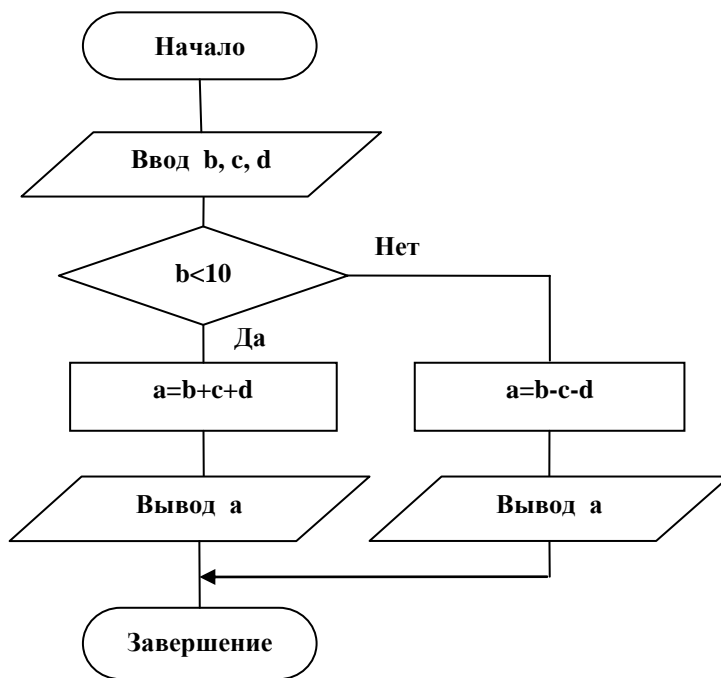 Начало
Ввод b, c, d
Нет
b<10
Да
a=b+c+d
a=b-c-d
Вывод a
Вывод a
Завершение